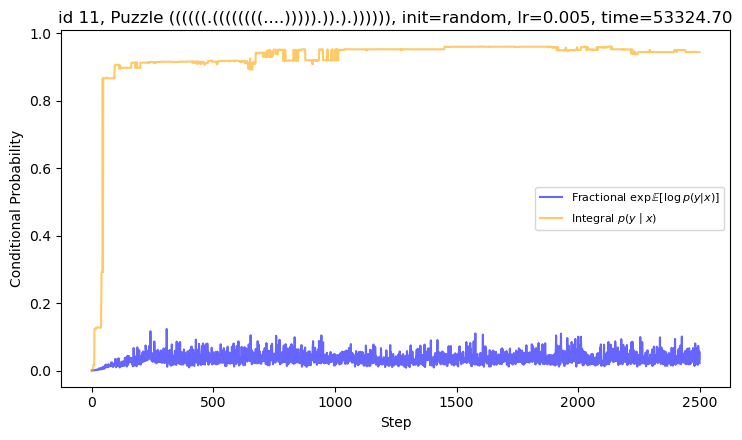 id 11, Puzzle ((((((.((((((((....))))).)).).)))))), init=random, lr=0.005, time=53324.70
Conditional Probability
1.0
0.8
0.6
0.4
0.2
0.0
Fractional exp𝔼[log p(y|x)]
Integral p(y | x)
0
500
1000
1500
2000
2500
Step